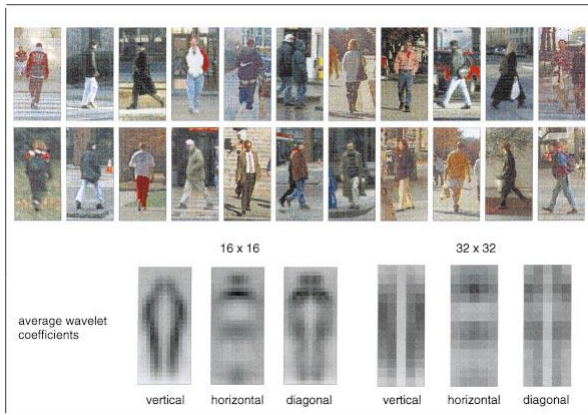 16 x 16
32 x 32
average wavelet
coefficients
vertical
horizontal
diagonal
vertical
horizontal
diagonal